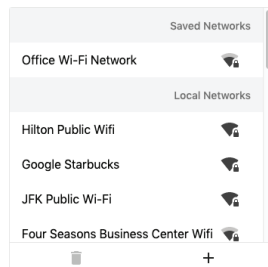 Saved Networks
Office Wi-Fi Network
Local Networks
Hilton Public Wifi
Google Starbucks
JFK Public Wi-Fi
Four Seasons Business Center Wifi